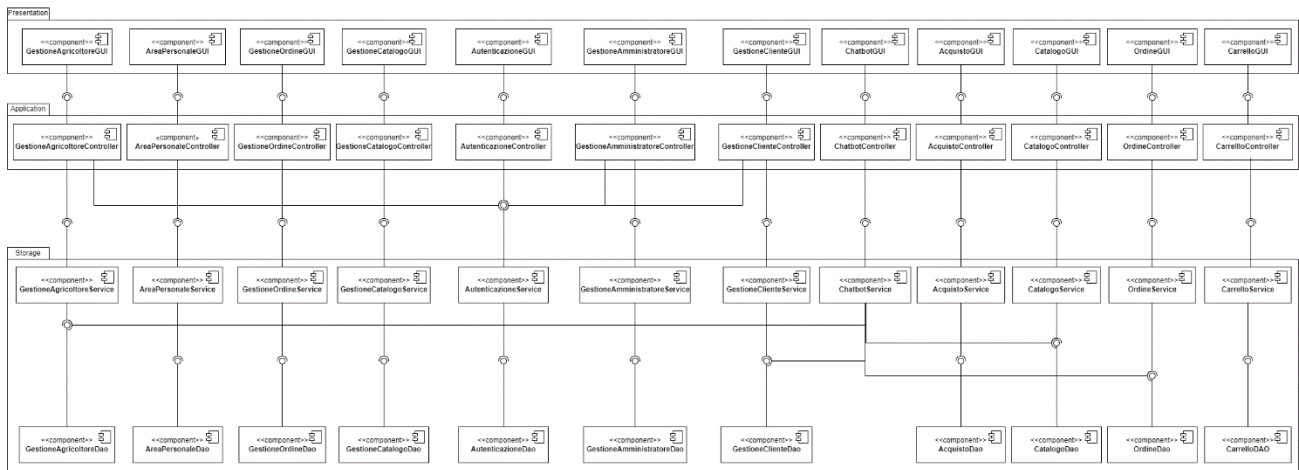 Presentation
<<component>> <<component>> <<component>> <<component>> <<component>> <<component>> <<component>> <<component>> <<component>> <<component>> <<component>> <<component>>
GestioneAgricoltoreGUI AreaPersonaleGUI GestioneOrdineGUI GestioneCatalogoGUI AutenticazioneGUI GestioneAmministratoreGUI GestioneClienteGUI ChatbotGUI AcquistoGUI CatalogoGUI OrdineGUI CarrelloGUI
Application
<<component>> «component» <<component>> <<component>> <<component>> <<component>> <<component>> <<component>> <<component>> <<component>> <<component>> <<component>>
GestioneAgricoltoreController AreaPersonaleController GestioneOrdineController GestioneCatalogoController AutenticazioneController GestioneAmministratoreController GestioneClienteController ChatbotController AcquistoController CatalogoController OrdineController CarrellloController
Storage
<<component>> <<component>> <<component>> <<component>> <<component>> <<component>> <<component>> <<component>> <<component>> <<component>> <<component>> <<component>>
GestioneAgricoltoreService AreaPersonaleService GestioneOrdineService GestioneCatalogoService AutenticazioneService GestioneAmministratoreService GestioneClienteService ChatbotService AcquistoService CatalogoService OrdineService CarrelloService
<<component>> <<component>> <<component>> <<component>> <<component>> <<component>> <<component>> <<component>> <<component>> <<component>> <<component>>
GestioneAgricoltoreDao AreaPersonaleDao GestioneOrdineDao GestioneCatalogoDao AutenticazioneDao GestioneAmministratoreDao GestioneClienteDao AcquistoDao CatalogoDao OrdineDao CarrelloDAO